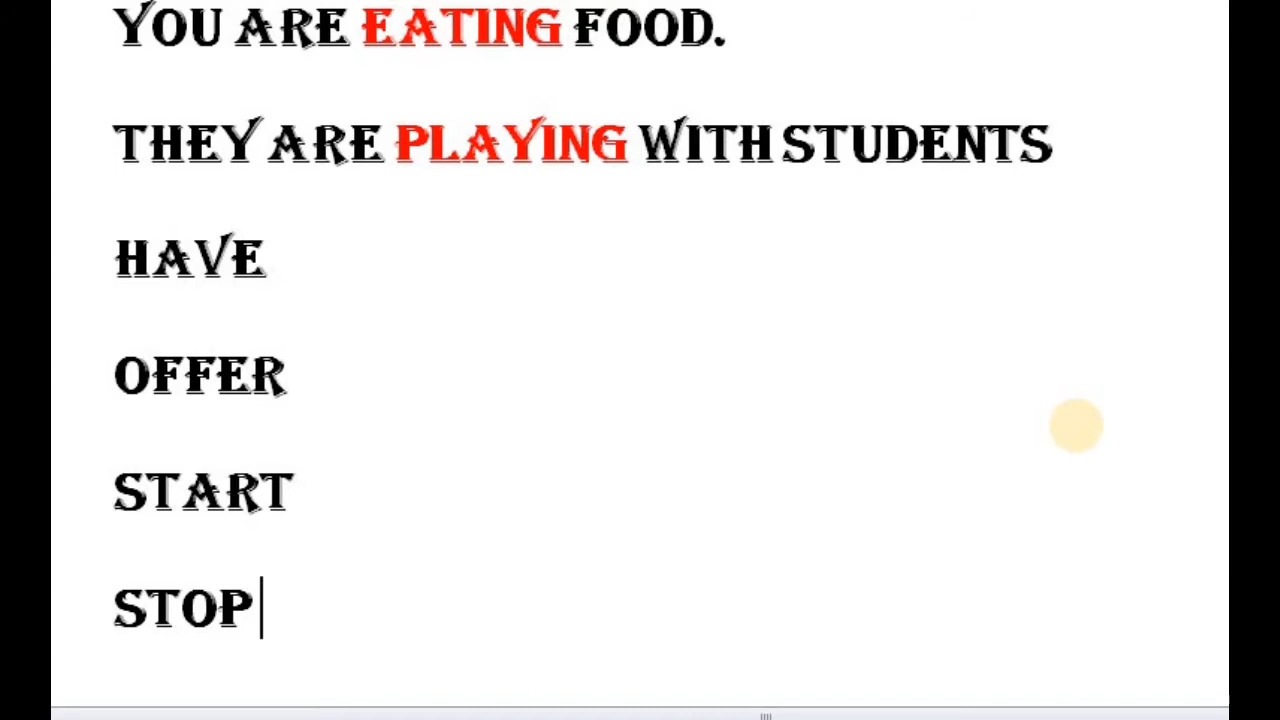 YOU ARE EATING FOOD.
THEY ARE PLAYING WITH STUDENTS
HAVE
OFFER
START
STOP